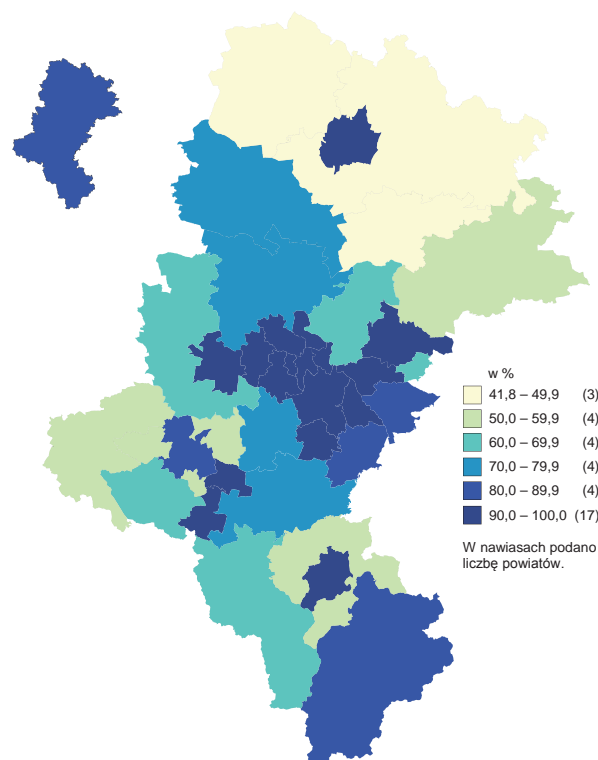 w %
41,8 – 49,9 (3)
50,0 – 59,9 (4)
60,0 – 69,9 (4)
70,0 – 79,9 (4)
80,0 – 89,9 (4)
90,0 – 100,0 (17)
W nawiasach podano
liczbę powiatów.